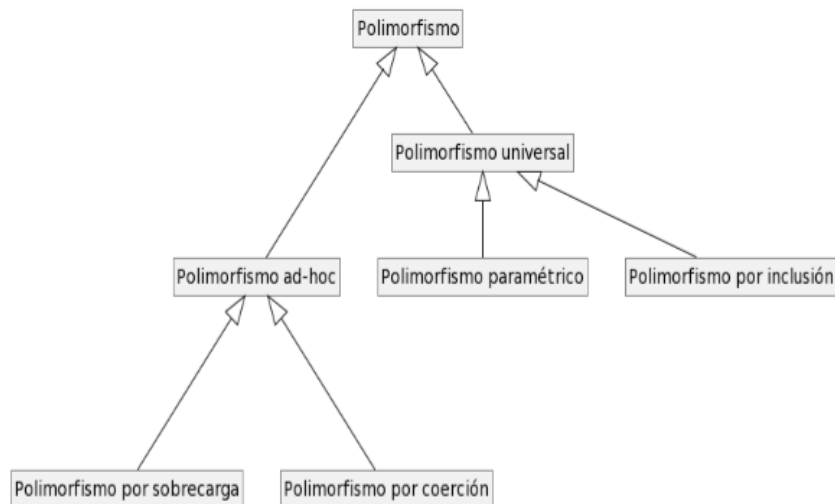 Polimorfismo
Polimorfismo universal
Polimorfismo ad-hoc
Polimorfismo paramétrico
Polimorfismo por inclusión
Polimorfismo por sobrecarga
Polimorfismo por coerción